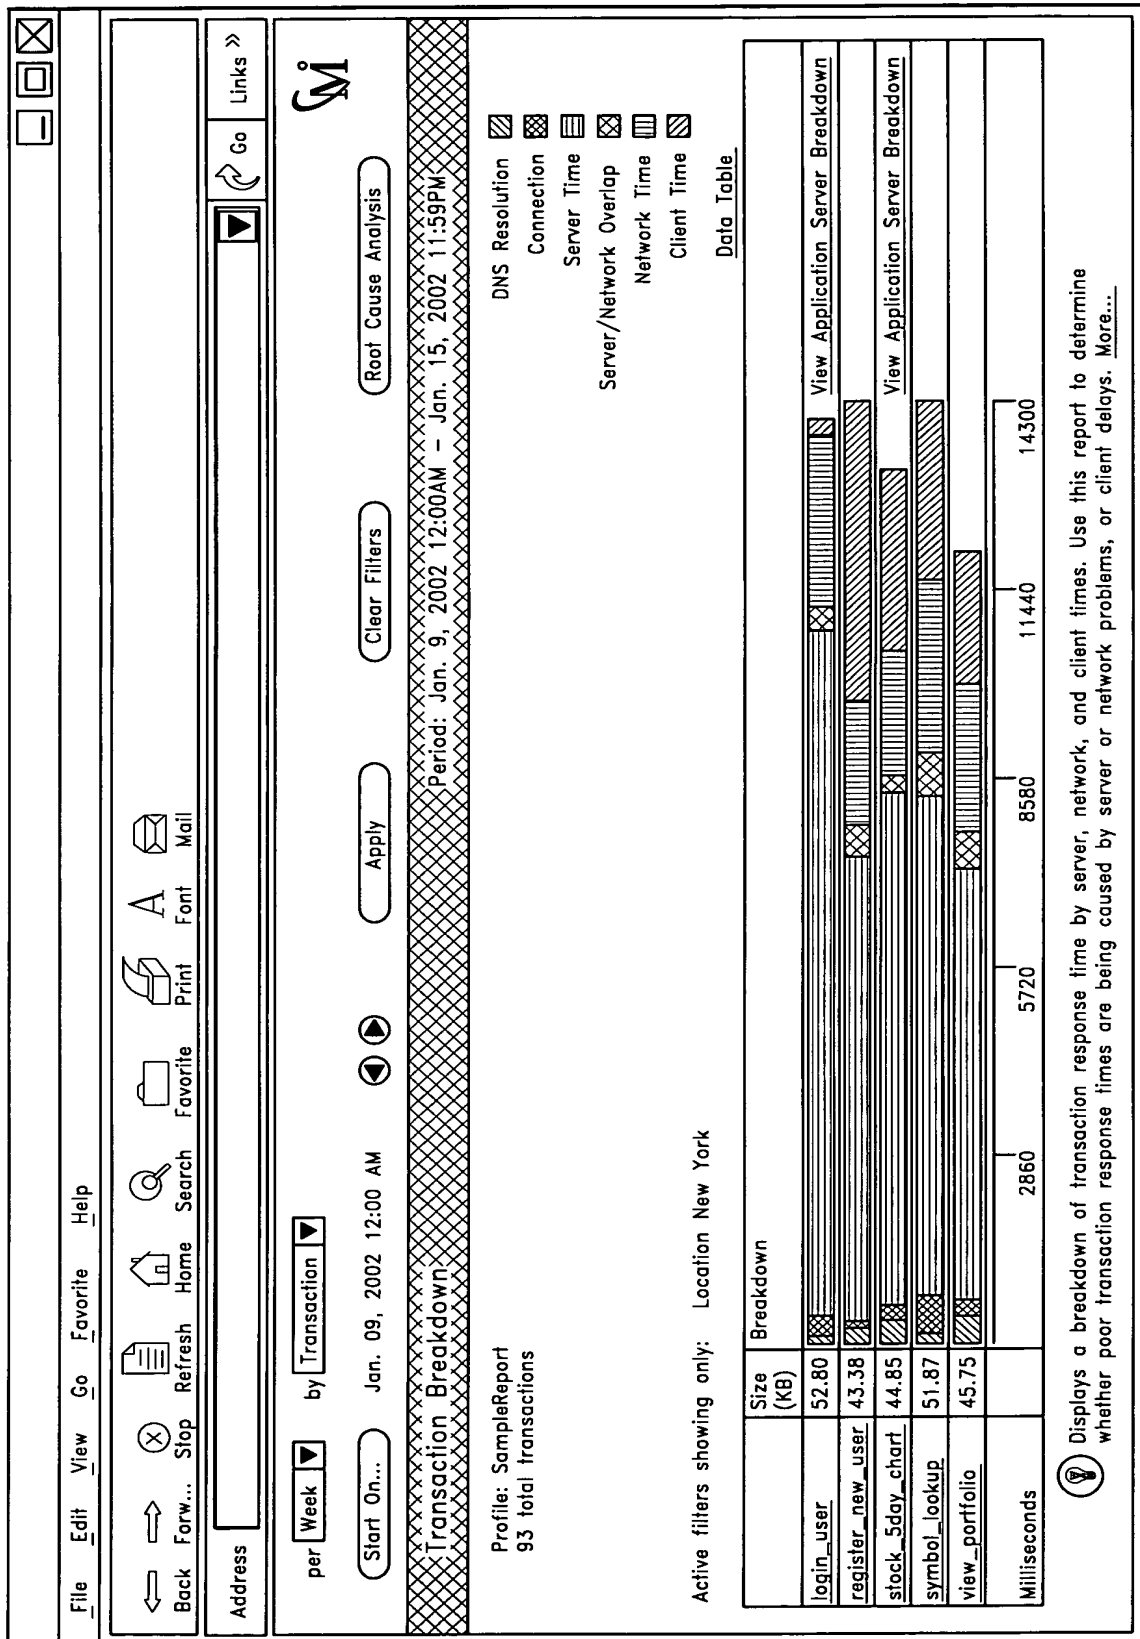 File Edit View Go Favorite Help
Back Forw... Stop Refresh Home Search Favorite Print Font Mail
Address Go Links »
per Week by Transaction
CM
Start On... Jan. 09, 2002 12:00 AM Apply Clear Filters Root Cause Analysis
Transaction Breakdown Period: Jan. 9, 2002 12:00AM - Jan. 15, 2002 11:59PM
Profile: SampleReport
93 total transactions
DNS Resolution
Connection
Server Time
Server/Network Overlap
Network Time
Client Time
Active filters showing only: Location New York
Data Table
Size (KB) Breakdown
login_user 52.80 View Application Server Breakdown
register_new_user 43.38
stock_5day_chart 44.85 View Application Server Breakdown
symbol_lookup 51.87
view_portfolio 45.75
Milliseconds 2860 5720 8580 11440 14300
Displays a breakdown of transaction response time by server, network, and client times. Use this report to determine
whether poor transaction response times are being caused by server or network problems, or client delays. More...